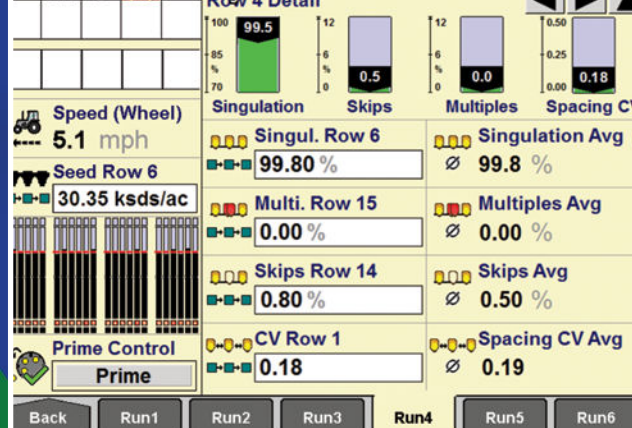 Row 4 Detail
100
99.5
85
%
70
Singulation
12
6
%
0
0.5
Skips
12
6
%
0
0.0
Multiples
0.50
0.25
0.00
0.18
Spacing CV
Speed (Wheel)
5.1 mph
Seed Row 6
30.35 ksds/ac
Prime Control
Prime
Singul. Row 6
99.80 %
Singulation Avg
Ø 99.8 %
Multi. Row 15
0.00 %
Multiples Avg
Ø 0.00 %
Skips Row 14
0.80 %
Skips Avg
Ø 0.50 %
CV Row 1
0.18
Spacing CV Avg
Ø 0.19
Back Run1 Run2 Run3 Run4 Run5 Run6